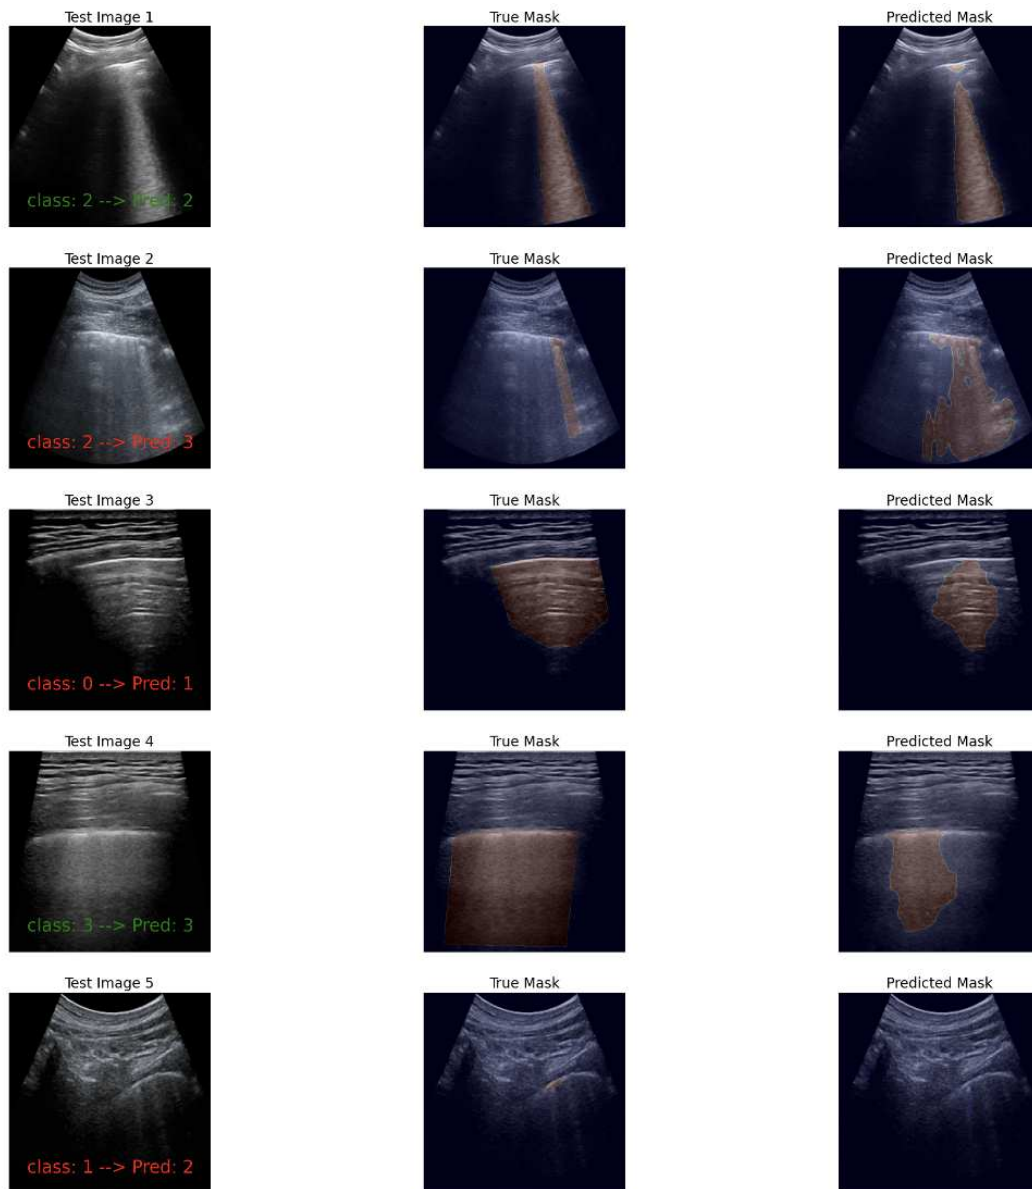 Test Image 1
True Mask
Predicted Mask
class: 2 --> Pred: 2
Test Image 2
True Mask
Predicted Mask
class: 2 --> Pred: 3
Test Image 3
True Mask
Predicted Mask
class: 0 --> Pred: 1
Test Image 4
True Mask
Predicted Mask
class: 3 --> Pred: 3
Test Image 5
True Mask
Predicted Mask
class: 1 --> Pred: 2